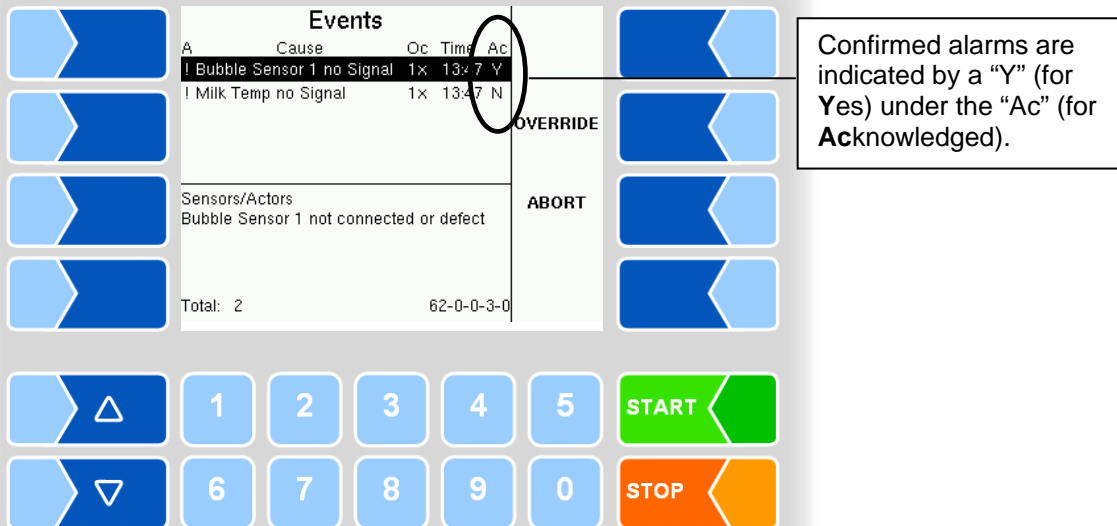 Events
A Cause Oc Time Ac
! Bubble Sensor 1 no Signal 1x 13:47 Y
! Milk Temp no Signal 1x 13:47 N
OVERRIDE
Sensors/Actors
Bubble Sensor 1 not connected or defect
ABORT
Total: 2 62-0-0-3-0
Confirmed alarms are
indicated by a “Y” (for
Yes) under the “Ac” (for
Acknowledged).
1 2 3 4 5 START
6 7 8 9 0 STOP